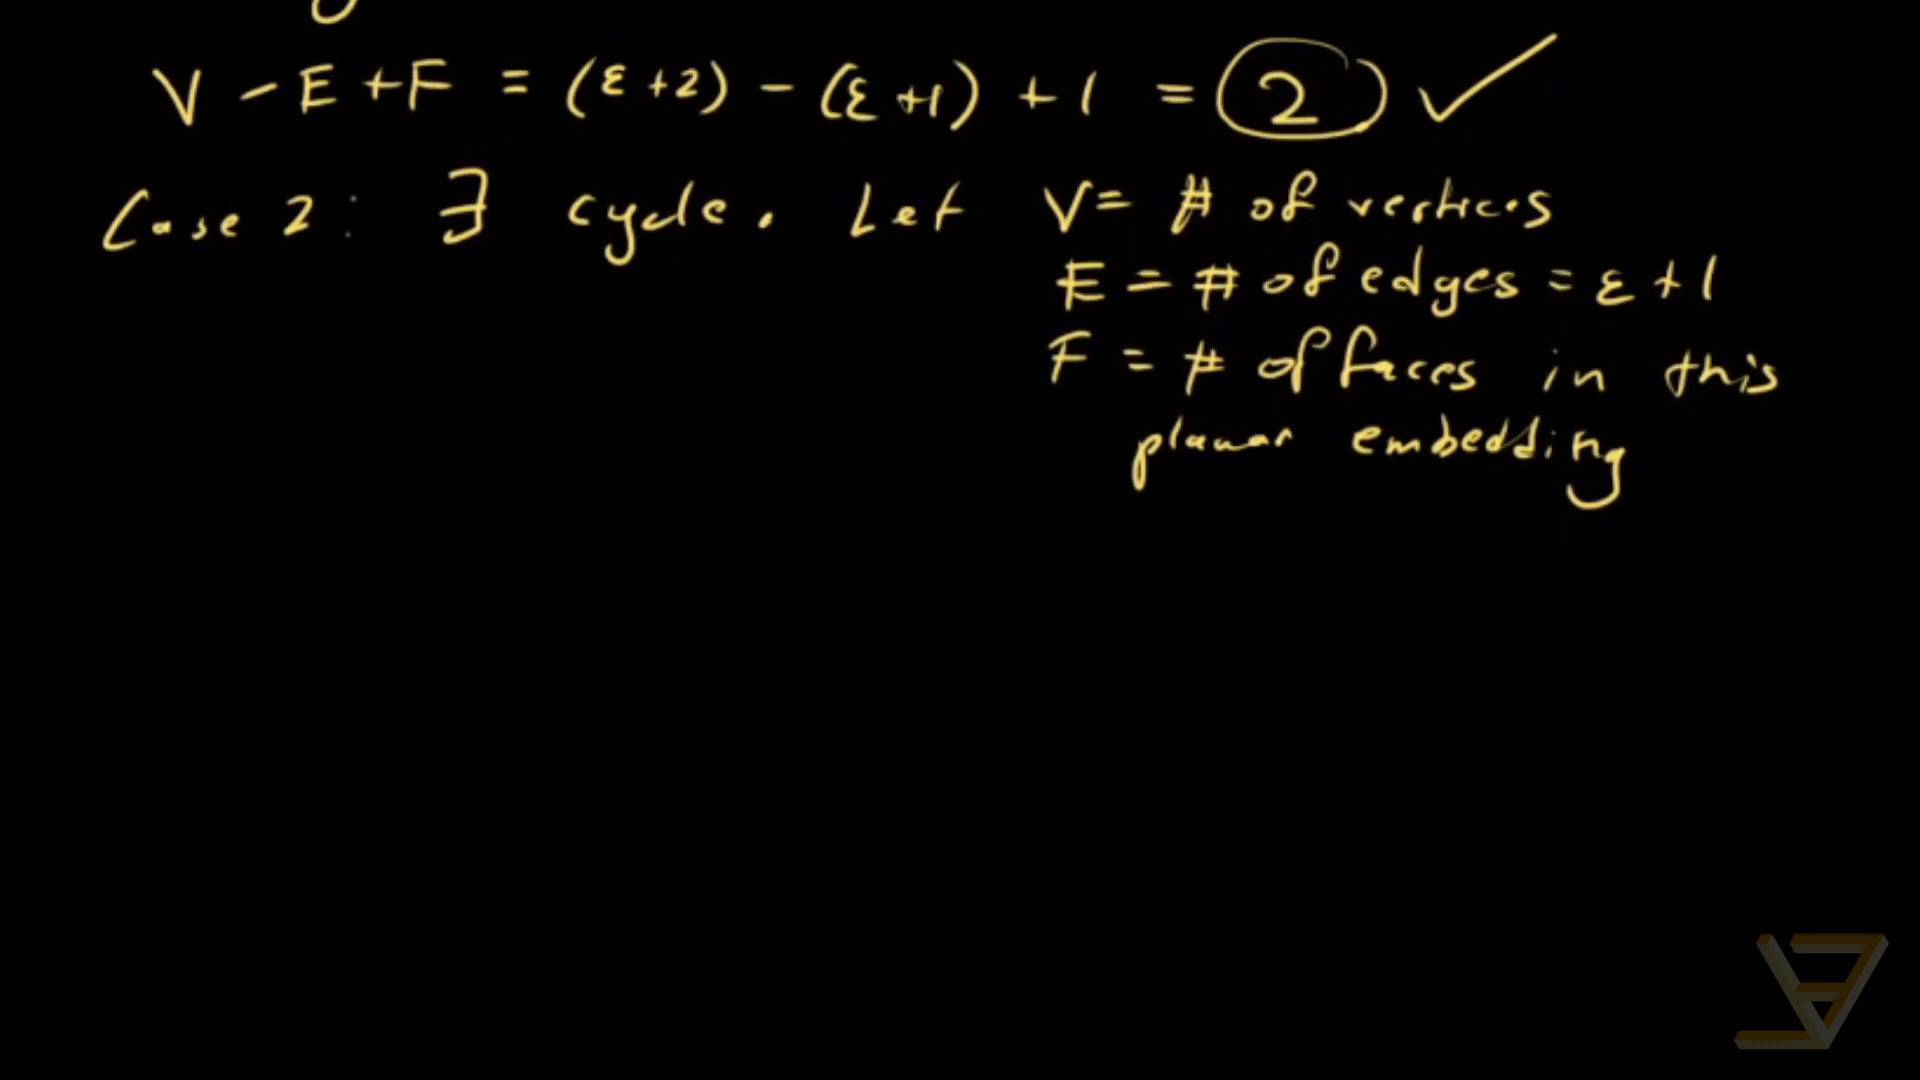 V - E + F = (ε+2) - (ε+1) + 1 = 2 ✓
Case 2: ∃ cycle. Let V = # of vertices
E = # of edges = ε+1
F = # of faces in this
planar embedding